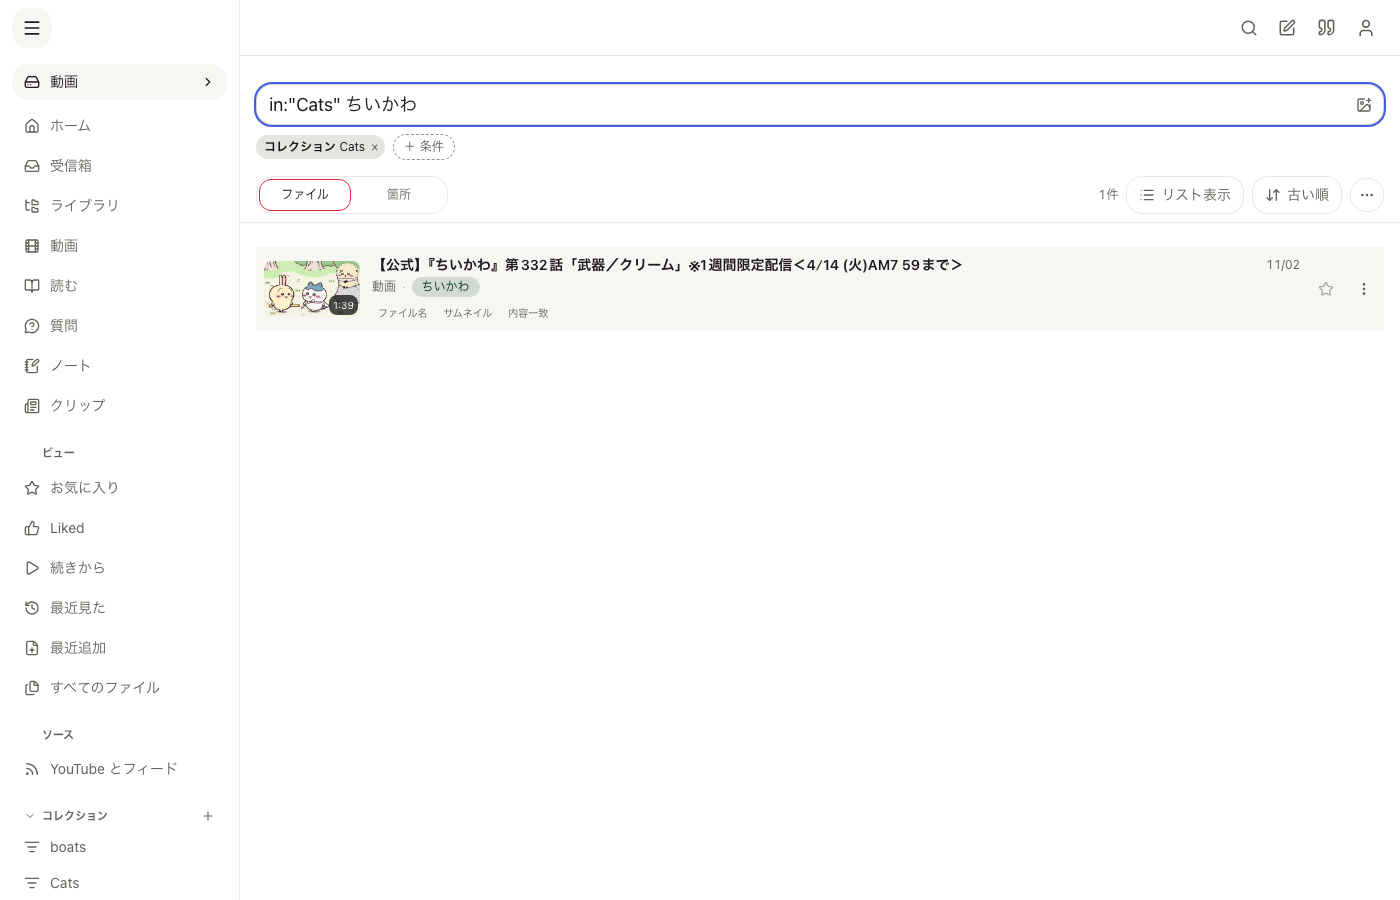 動画
ホーム
受信箱
ライブラリ
動画
読む
質問
ノート
クリップ
ビュー
お気に入り
Liked
続きから
最近見た
最近追加
すべてのファイル
ソース
YouTube とフィード
コレクション
boats
Cats
in:"Cats" ちいかわ
コレクション Cats ×
+ 条件
ファイル 箇所
1件 リスト表示 古い順
【公式】『ちいかわ』第332話「武器／クリーム」※1週間限定配信＜4/14 (火)AM7 59まで＞ 11/02
1:39
動画 · ちいかわ
ファイル名 サムネイル 内容一致